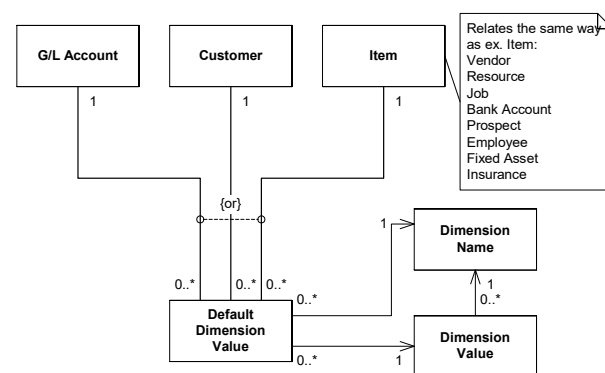 G/L Account
Customer
Item
Relates the same way
as ex. Item:
Vendor
Resource
Job
Bank Account
Prospect
Employee
Fixed Asset
Insurance
1
1
1
{or}
0..*
0..*
0..*
Default
Dimension
Value
0..*
1
Dimension
Name
1
0..*
0..*
1
Dimension
Value